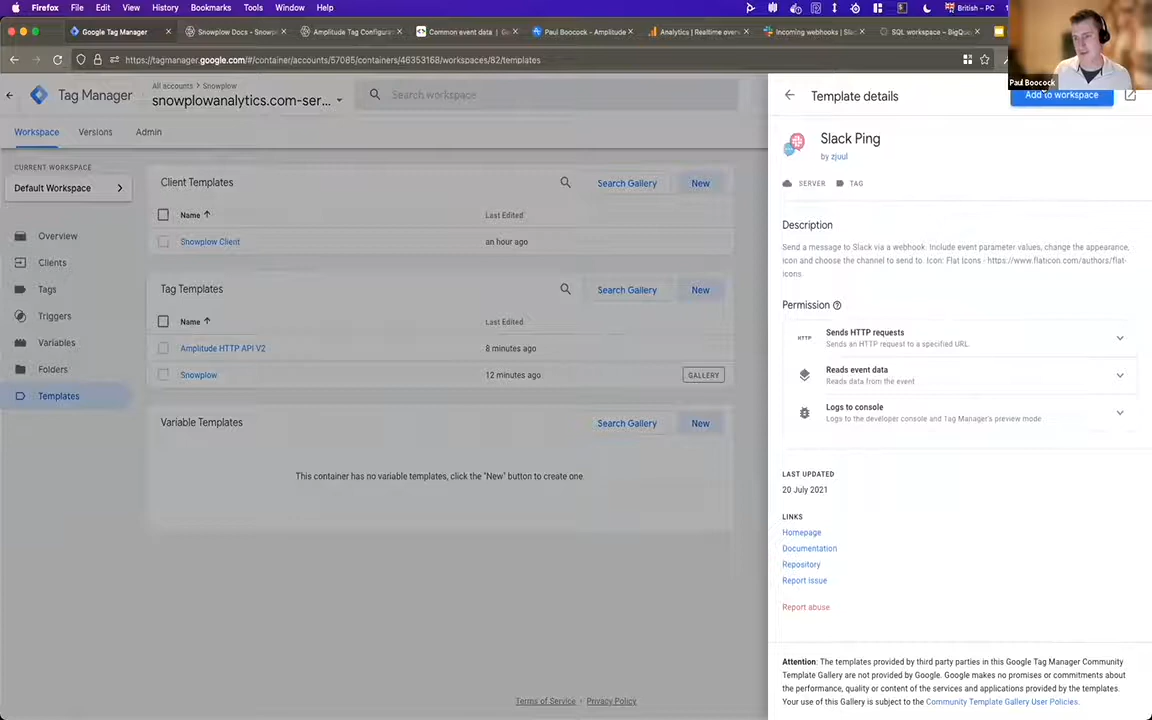 Firefox File Edit View History Bookmarks Tools Window Help
British – PC
Google Tag Manager
Snowplow Docs - Snowpl
Amplitude Tag Configurat
Common event data | Go
Paul Boocock - Amplitude
Analytics | Realtime overv
Incoming webhooks | Slac
SQL workspace – BigQue
https://tagmanager.google.com/#/container/accounts/57085/containers/46353168/workspaces/82/templates
Paul Boocock
Tag Manager
All accounts > Snowplow
snowplowanalytics.com-ser...
Search workspace
Workspace Versions Admin
CURRENT WORKSPACE
Default Workspace
Overview
Clients
Tags
Triggers
Variables
Folders
Templates
Client Templates
Search Gallery
New
Name
Last Edited
Snowplow Client
an hour ago
Tag Templates
Search Gallery
New
Name
Last Edited
Amplitude HTTP API V2
8 minutes ago
Snowplow
12 minutes ago
GALLERY
Variable Templates
Search Gallery
New
This container has no variable templates, click the "New" button to create one.
Terms of Service · Privacy Policy
Template details
Add to workspace
Slack Ping
by zjuul
SERVER TAG
Description
Send a message to Slack via a webhook. Include event parameter values, change the appearance,
icon and choose the channel to send to. Icon: Flat Icons - https://www.flaticon.com/authors/flat-
icons
Permission
HTTP
Sends HTTP requests
Sends an HTTP request to a specified URL.
Reads event data
Reads data from the event
Logs to console
Logs to the developer console and Tag Manager's preview mode
LAST UPDATED
20 July 2021
LINKS
Homepage
Documentation
Repository
Report issue
Report abuse
Attention. The templates provided by third party parties in this Google Tag Manager Community
Template Gallery are not provided by Google. Google makes no promises or commitments about
the performance, quality or content of the services and applications provided by the templates.
Your use of this Gallery is subject to the Community Template Gallery User Policies.